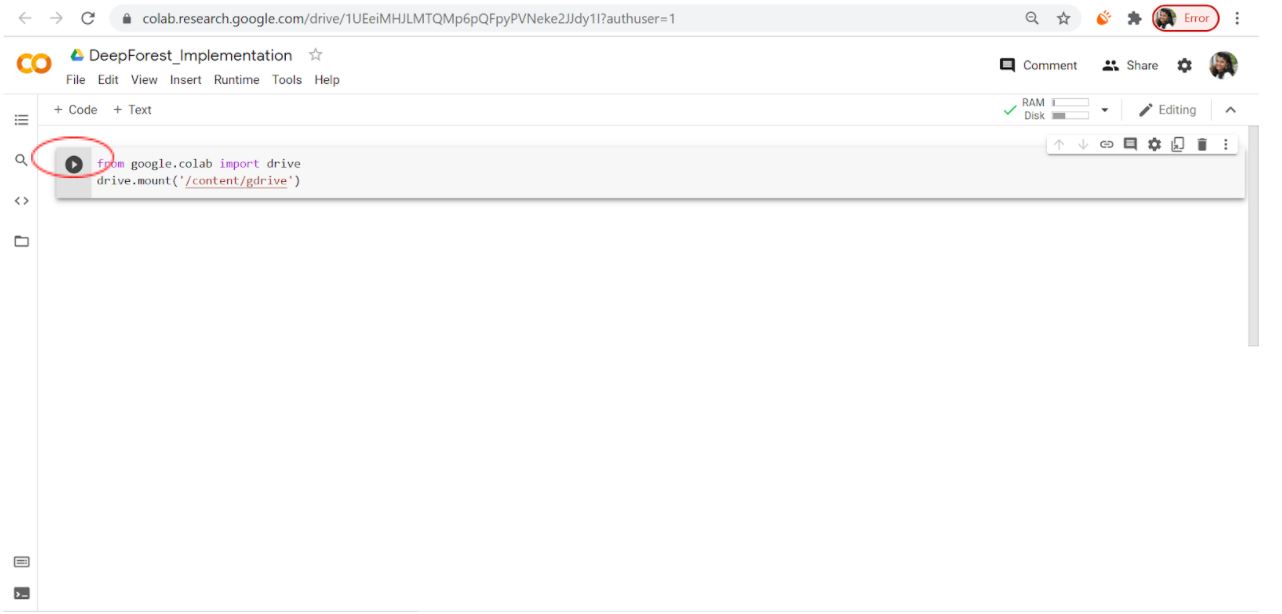 colab.research.google.com/drive/1UEeiMHJLMTQMp6pQFpyPVNeke2JJdy1I?authuser=1
Error
DeepForest_Implementation
File Edit View Insert Runtime Tools Help
Comment
Share
+ Code + Text
RAM
Disk
Editing
from google.colab import drive
drive.mount('/content/gdrive')